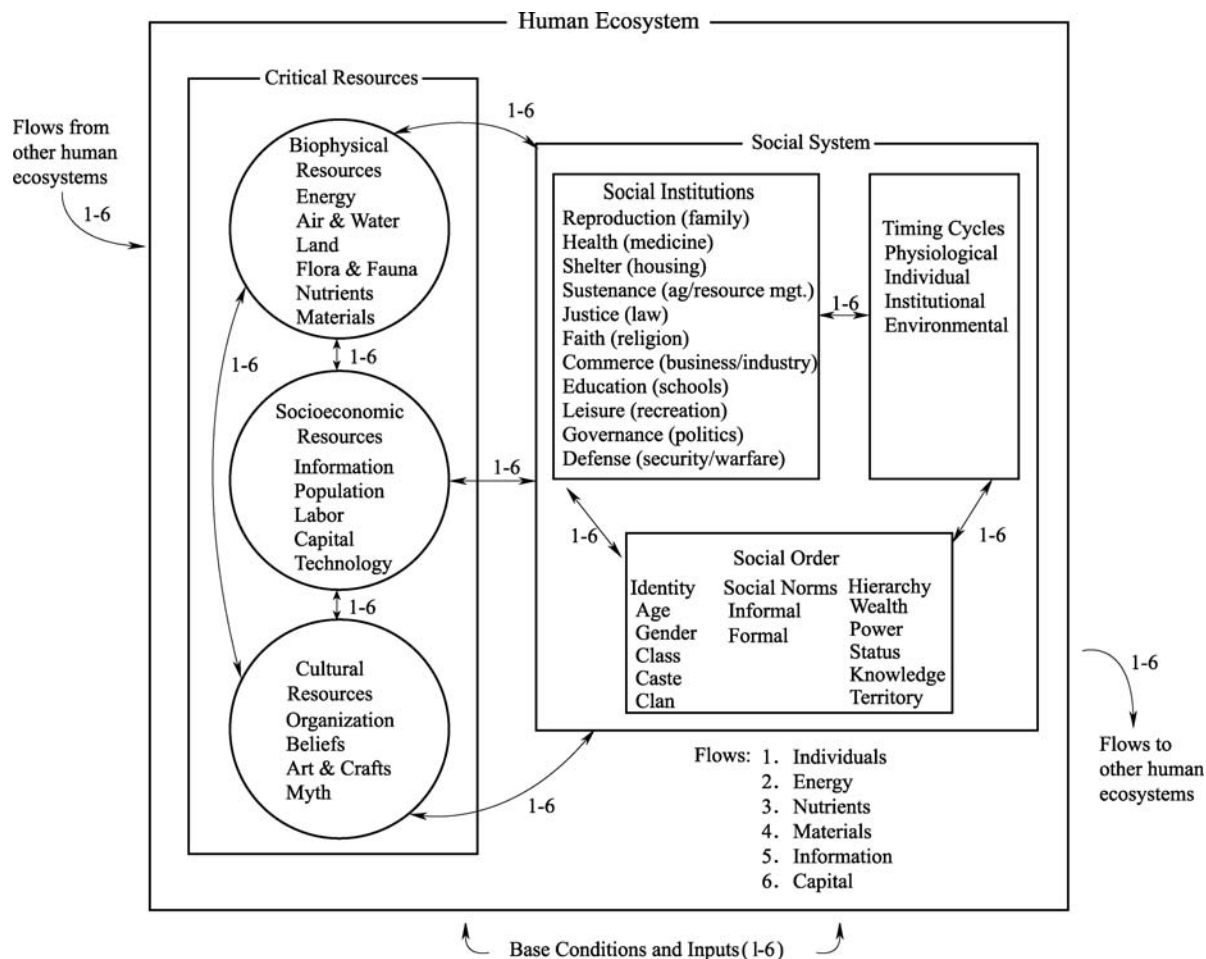 Human Ecosystem
Critical Resources
Flows from
other human
ecosystems
1-6
Biophysical
Resources
Energy
Air & Water
Land
Flora & Fauna
Nutrients
Materials
1-6
1-6
1-6
Socioeconomic
Resources
Information
Population
Labor
Capital
Technology
1-6
1-6
Cultural
Resources
Organization
Beliefs
Art & Crafts
Myth
1-6
Social System
Social Institutions
Reproduction (family)
Health (medicine)
Shelter (housing)
Sustenance (ag/resource mgt.)
Justice (law)
Faith (religion)
Commerce (business/industry)
Education (schools)
Leisure (recreation)
Governance (politics)
Defense (security/warfare)
1-6
Timing Cycles
Physiological
Individual
Institutional
Environmental
1-6
1-6
Social Order
Identity
Age
Gender
Class
Caste
Clan
Social Norms
Informal
Formal
Hierarchy
Wealth
Power
Status
Knowledge
Territory
1-6
Flows to
other human
ecosystems
Flows: 1. Individuals
2. Energy
3. Nutrients
4. Materials
5. Information
6. Capital
Base Conditions and Inputs(1-6)